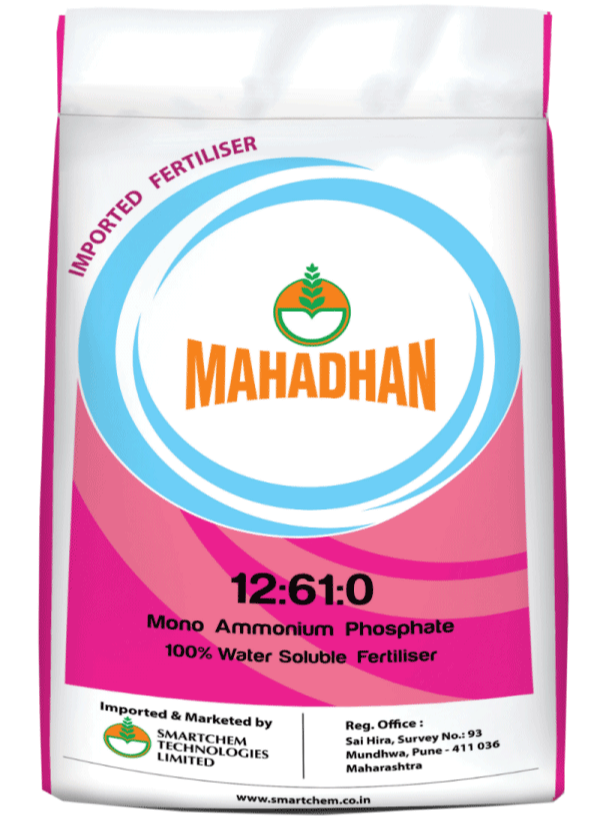 IMPORTED FERTILISER
MAHADHAN
12:61:0
Mono Ammonium Phosphate
100% Water Soluble Fertiliser
Imported & Marketed by
SMARTCHEM
TECHNOLOGIES
LIMITED
Reg. Office :
Sai Hira, Survey No.: 93
Mundhwa, Pune - 411 036
Maharashtra
www.smartchem.co.in